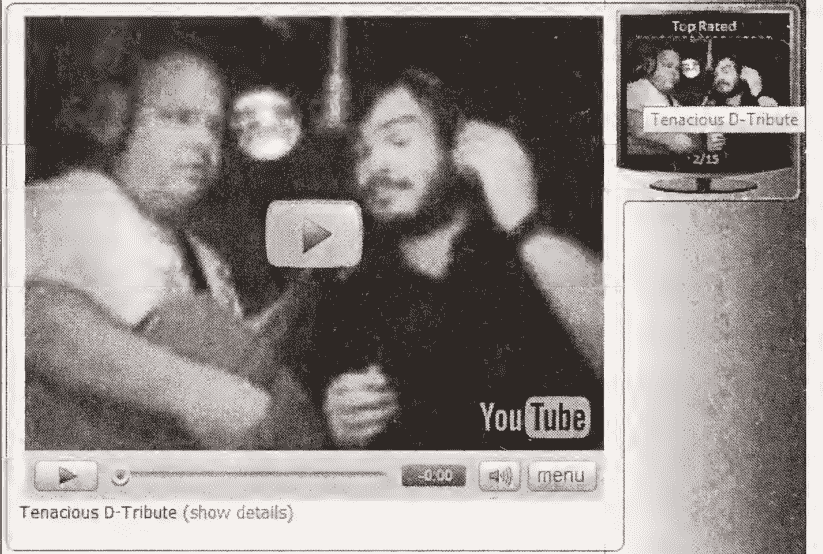 Top Rated
Tenacious D-Tribute
2/15
YouTube
-0:00
menu
Tenacious D-Tribute (show details)